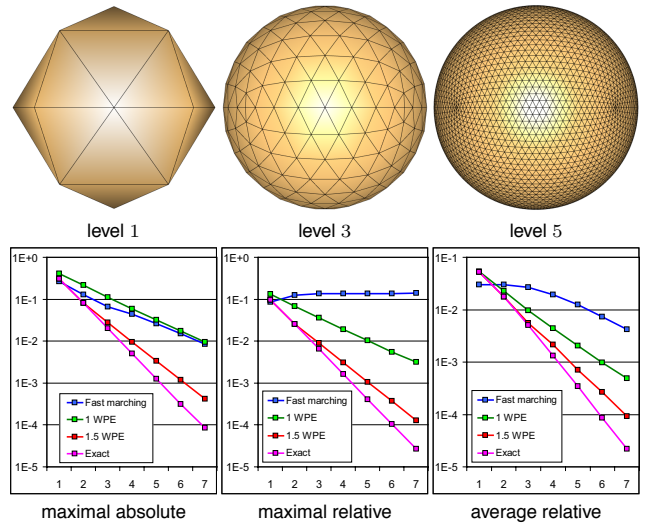 level 1
level 3
level 5
1E+0
1E-1
1E-2
1E-3
1E-4
1E-5
Fast marching
1 WPE
1.5 WPE
Exact
1 2 3 4 5 6 7
maximal absolute
1E+0
1E-1
1E-2
1E-3
1E-4
1E-5
Fast marching
1 WPE
1.5 WPE
Exact
1 2 3 4 5 6 7
maximal relative
1E-1
1E-2
1E-3
1E-4
1E-5
Fast marching
1 WPE
1.5 WPE
Exact
1 2 3 4 5 6 7
average relative